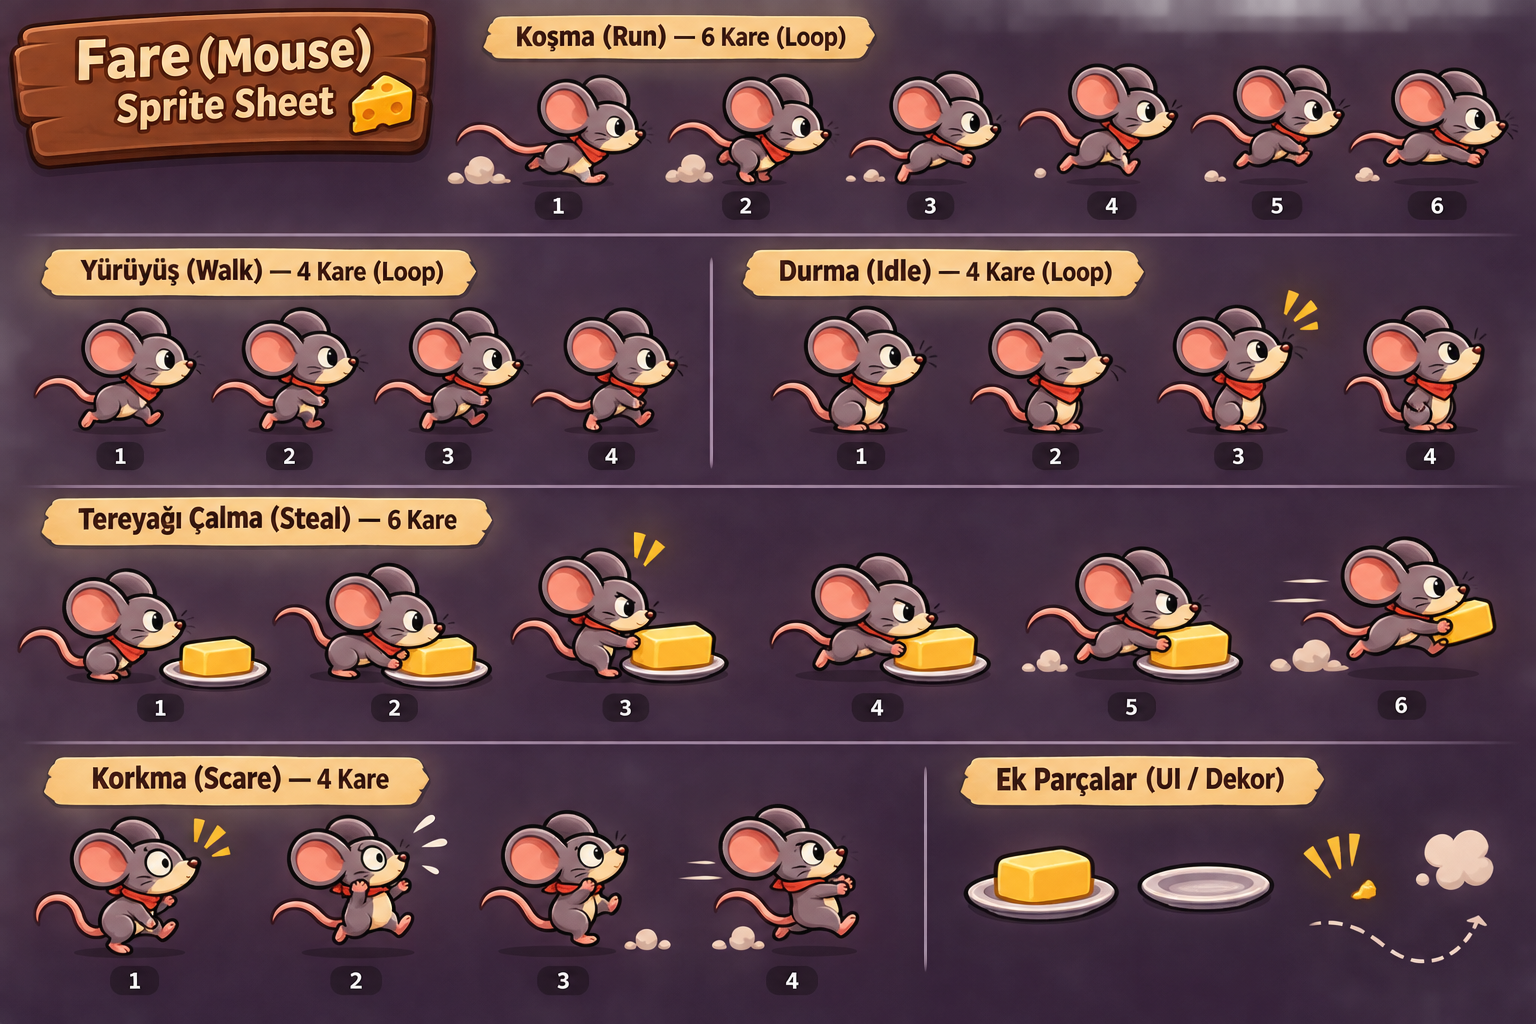 Fare (Mouse)
Sprite Sheet
Koşma (Run) — 6 Kare (Loop)
1 2 3 4 5 6
Yürüyüş (Walk) — 4 Kare (Loop)
1 2 3 4
Durma (Idle) — 4 Kare (Loop)
1 2 3 4
Tereyağı Çalma (Steal) — 6 Kare
1 2 3 4 5 6
Korkma (Scare) — 4 Kare
1 2 3 4
Ek Parçalar (UI / Dekor)